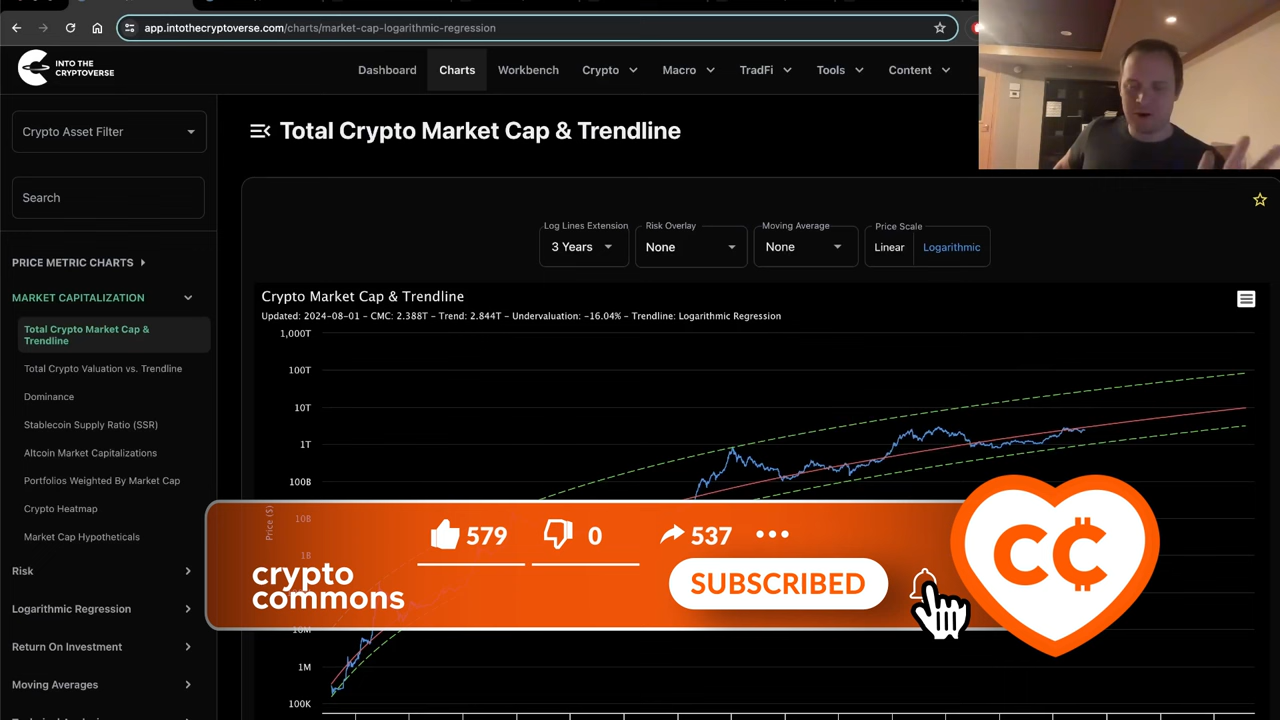 app.intothecryptoverse.com/charts/market-cap-logarithmic-regression
INTO THE
CRYPTOVERSE
Dashboard
Charts
Workbench
Crypto
Macro
TradFi
Tools
Content
Crypto Asset Filter
Search
PRICE METRIC CHARTS
MARKET CAPITALIZATION
Total Crypto Market Cap &
Trendline
Total Crypto Valuation vs. Trendline
Dominance
Stablecoin Supply Ratio (SSR)
Altcoin Market Capitalizations
Portfolios Weighted By Market Cap
Crypto Heatmap
Market Cap Hypotheticals
Risk
Logarithmic Regression
Return On Investment
Moving Averages
Total Crypto Market Cap & Trendline
Log Lines Extension
3 Years
Risk Overlay
None
Moving Average
None
Price Scale
Linear
Logarithmic
Crypto Market Cap & Trendline
Updated: 2024-08-01 - CMC: 2.388T - Trend: 2.844T - Undervaluation: -16.04% - Trendline: Logarithmic Regression
1,000T
100T
10T
1T
100B
10B
1B
10M
1M
100K
Price ($)
crypto
commons
579
0
537
SUBSCRIBED
CC